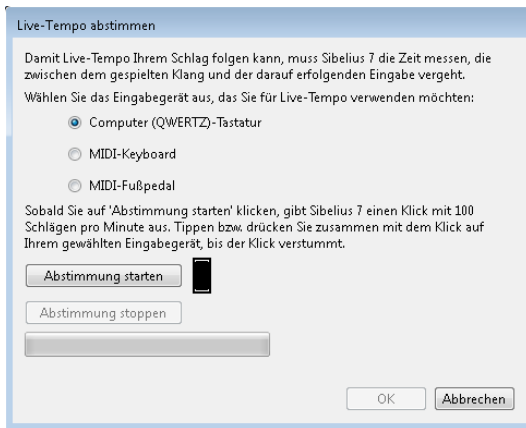 Live-Tempo abstimmen
Damit Live-Tempo Ihrem Schlag folgen kann, muss Sibelius 7 die Zeit messen, die
zwischen dem gespielten Klang und der darauf erfolgenden Eingabe vergeht.
Wählen Sie das Eingabegerät aus, das Sie für Live-Tempo verwenden möchten:
Computer (QWERTZ)-Tastatur
MIDI-Keyboard
MIDI-Fußpedal
Sobald Sie auf 'Abstimmung starten' klicken, gibt Sibelius 7 einen Klick mit 100
Schlägen pro Minute aus. Tippen bzw. drücken Sie zusammen mit dem Klick auf
Ihrem gewählten Eingabegerät, bis der Klick verstummt.
Abstimmung starten
Abstimmung stoppen
OK Abbrechen